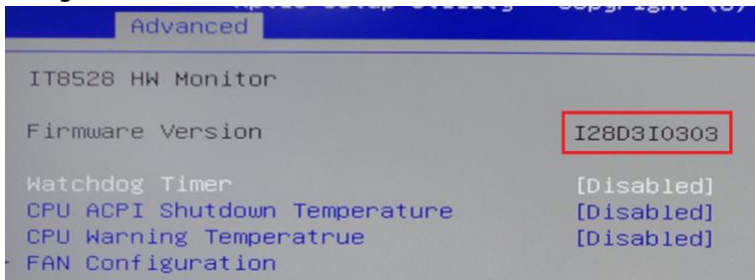 Advanced
IT8528 HW Monitor
Firmware Version I28D3I0303
Watchdog Timer [Disabled]
CPU ACPI Shutdown Temperature [Disabled]
CPU Warning Temperatrue [Disabled]
FAN Configuration